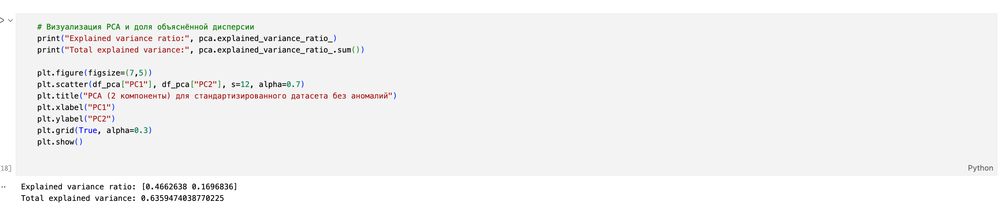 # Визуализация PCA и доля объяснённой дисперсии
print("Explained variance ratio:", pca.explained_variance_ratio_)
print("Total explained variance:", pca.explained_variance_ratio_.sum())
plt.figure(figsize=(7,5))
plt.scatter(df_pca["PC1"], df_pca["PC2"], s=12, alpha=0.7)
plt.title("PCA (2 компоненты) для стандартизированного датасета без аномалий")
plt.xlabel("PC1")
plt.ylabel("PC2")
plt.grid(True, alpha=0.3)
plt.show()
[18]
Python
... Explained variance ratio: [0.4662638 0.1696836]
Total explained variance: 0.6359474038770225